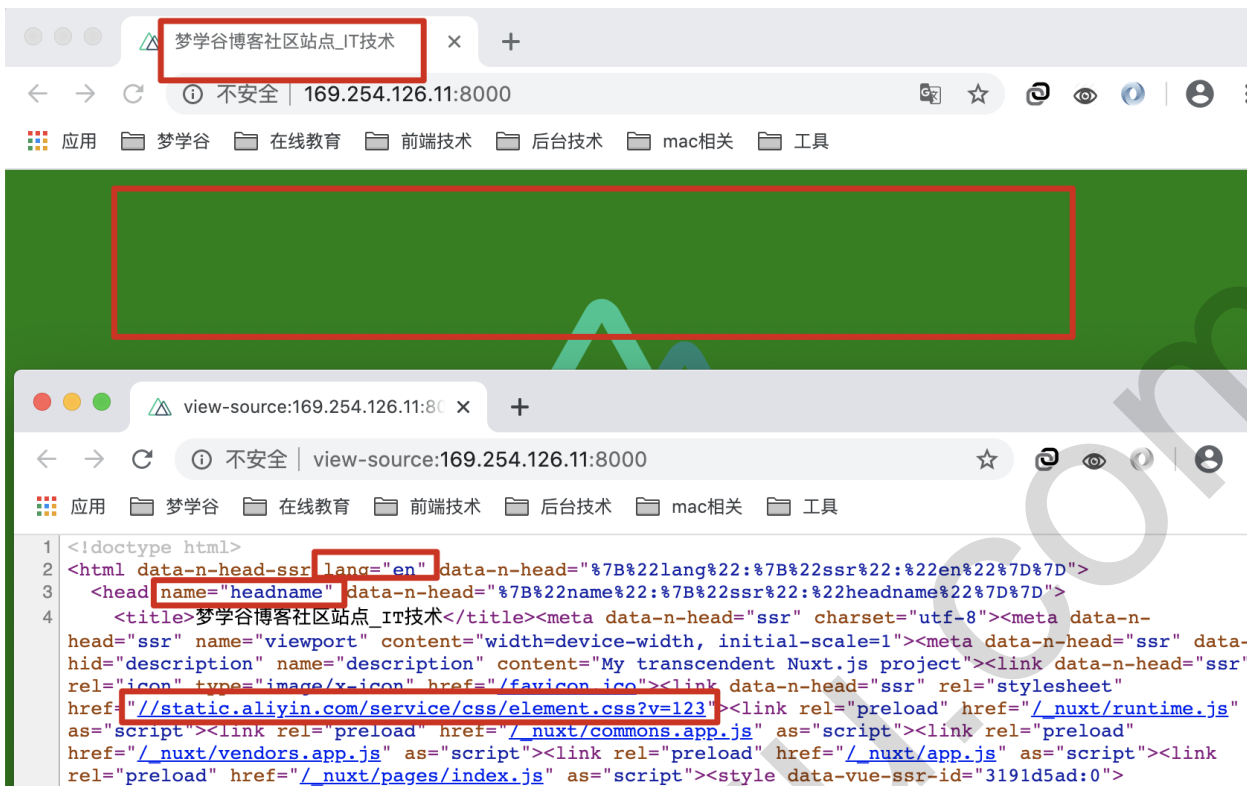 梦学谷博客社区站点_IT技术
不安全 169.254.126.11:8000
应用 梦学谷 在线教育 前端技术 后台技术 mac相关 工具
view-source:169.254.126.11:80
不安全 view-source:169.254.126.11:8000
应用 梦学谷 在线教育 前端技术 后台技术 mac相关 工具
1 <!doctype html>
2 <html data-n-head-ssr lang="en" data-n-head="%7B%22lang%22:%7B%22ssr%22:%22en%22%7D%7D">
3 <head name="headname" data-n-head="%7B%22name%22:%7B%22ssr%22:%22headname%22%7D%7D">
4 <title>梦学谷博客社区站点_IT技术</title><meta data-n-head="ssr" charset="utf-8"><meta data-n-
head="ssr" name="viewport" content="width=device-width, initial-scale=1"><meta data-n-head="ssr" data-
hid="description" name="description" content="My transcendent Nuxt.js project"><link data-n-head="ssr"
rel="icon" type="image/x-icon" href="/favicon.ico"><link data-n-head="ssr" rel="stylesheet"
href="//static.aliyin.com/service/css/element.css?v=123"><link rel="preload" href="/_nuxt/runtime.js"
as="script"><link rel="preload" href="/_nuxt/commons.app.js" as="script"><link rel="preload"
href="/_nuxt/vendors.app.js" as="script"><link rel="preload" href="/_nuxt/app.js" as="script"><link
rel="preload" href="/_nuxt/pages/index.js" as="script"><style data-vue-ssr-id="3191d5ad:0">